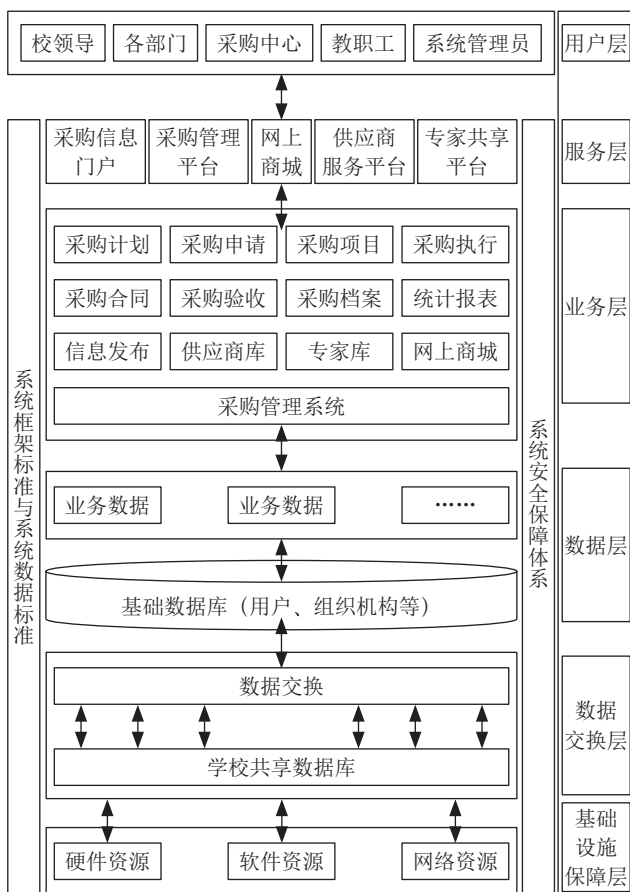 校领导
各部门
采购中心
教职工
系统管理员
用户层
采购信息
门户
采购管理
平台
网上
商城
供应商
服务平台
专家共享
平台
服务层
采购计划
采购申请
采购项目
采购执行
采购合同
采购验收
采购档案
统计报表
信息发布
供应商库
专家库
网上商城
采购管理系统
业务层
业务数据
业务数据
……
基础数据库（用户、组织机构等）
数据层
数据交换
学校共享数据库
数据
交换层
硬件资源
软件资源
网络资源
基础
设施
保障层
系统框架标准与系统数据标准
系统安全保障体系